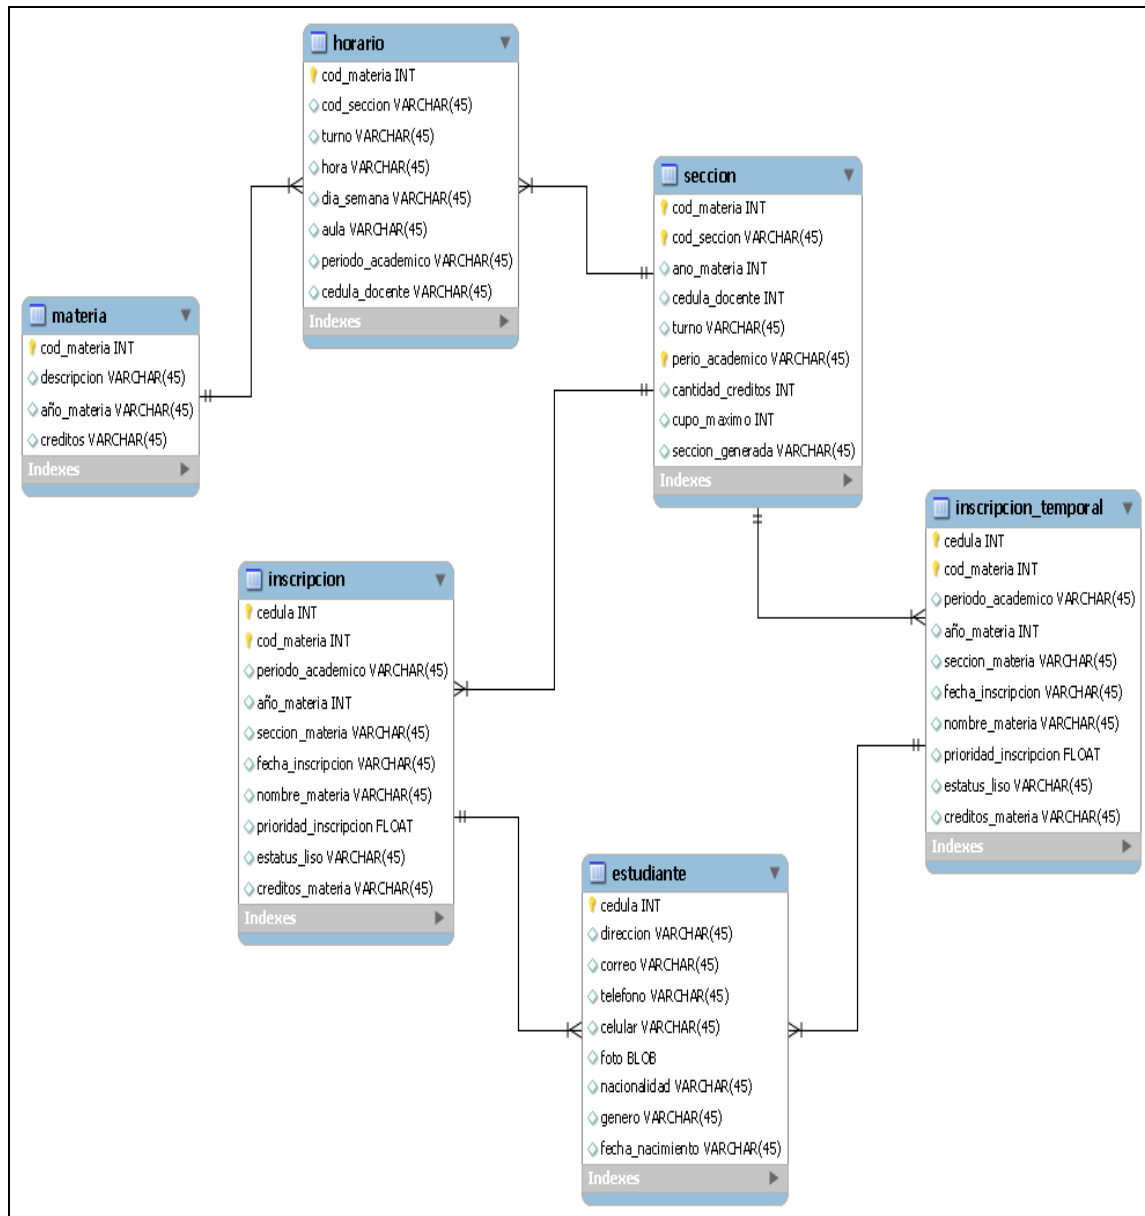 horario
cod_materia INT
cod_seccion VARCHAR(45)
turno VARCHAR(45)
hora VARCHAR(45)
dia_semana VARCHAR(45)
aula VARCHAR(45)
periodo_academico VARCHAR(45)
cedula_docente VARCHAR(45)
Indexes
seccion
cod_materia INT
cod_seccion VARCHAR(45)
ano_materia INT
cedula_docente INT
turno VARCHAR(45)
perio_academico VARCHAR(45)
cantidad_creditos INT
cupo_maximo INT
seccion_generada VARCHAR(45)
Indexes
materia
cod_materia INT
descripcion VARCHAR(45)
año_materia VARCHAR(45)
creditos VARCHAR(45)
Indexes
inscripcion_temporal
cedula INT
cod_materia INT
periodo_academico VARCHAR(45)
año_materia INT
seccion_materia VARCHAR(45)
fecha_inscripcion VARCHAR(45)
nombre_materia VARCHAR(45)
prioridad_inscripcion FLOAT
estatus_liso VARCHAR(45)
creditos_materia VARCHAR(45)
Indexes
inscripcion
cedula INT
cod_materia INT
periodo_academico VARCHAR(45)
año_materia INT
seccion_materia VARCHAR(45)
fecha_inscripcion VARCHAR(45)
nombre_materia VARCHAR(45)
prioridad_inscripcion FLOAT
estatus_liso VARCHAR(45)
creditos_materia VARCHAR(45)
Indexes
estudiante
cedula INT
direccion VARCHAR(45)
correo VARCHAR(45)
telefono VARCHAR(45)
celular VARCHAR(45)
foto BLOB
nacionalidad VARCHAR(45)
genero VARCHAR(45)
fecha_nacimiento VARCHAR(45)
Indexes